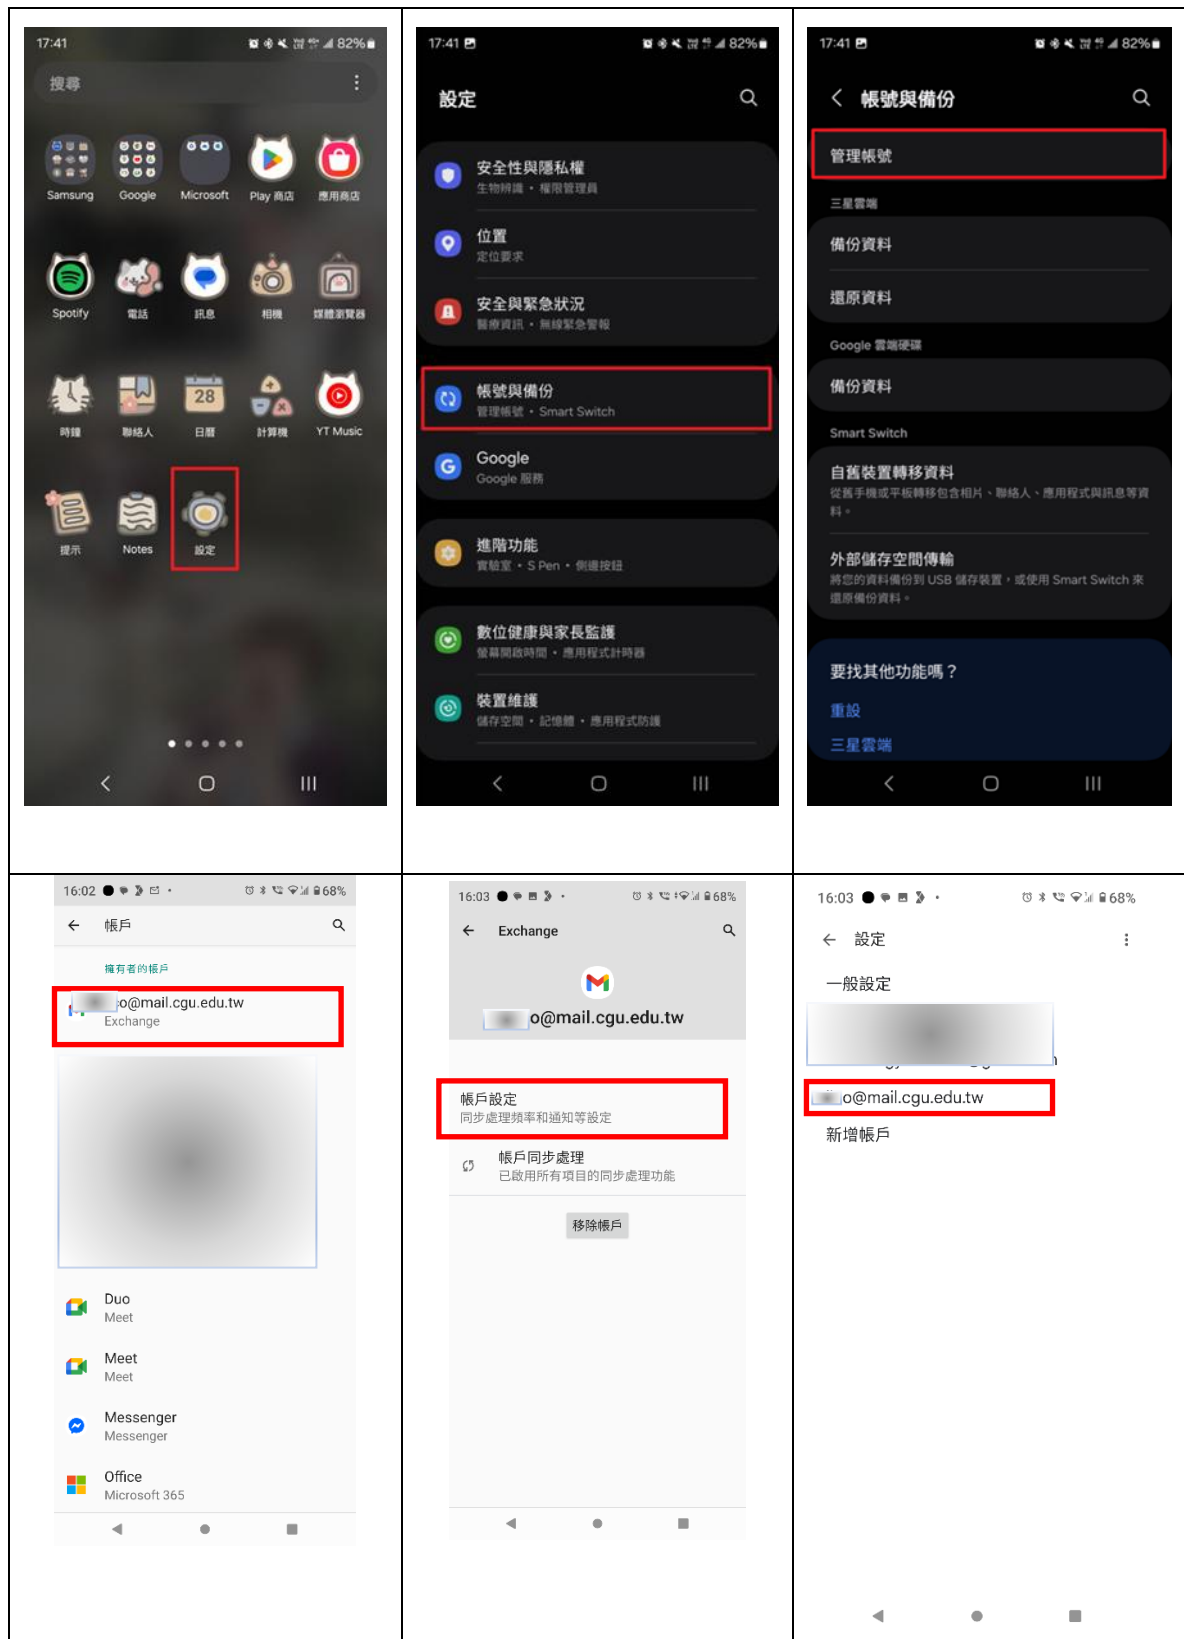 17:41
82%
搜尋
Samsung
Google
Microsoft
Play 商店
應用商店
Spotify
電話
訊息
相機
媒體瀏覽器
時鐘
聯絡人
28
日曆
計算機
YT Music
提示
Notes
設定
17:41
82%
設定
安全性與隱私權
生物辨識 • 權限管理員
位置
定位要求
安全與緊急狀況
醫療資訊 • 無線緊急警報
帳號與備份
管理帳號 • Smart Switch
Google
Google 服務
進階功能
實驗室 • S Pen • 側邊按鈕
數位健康與家長監護
螢幕開啟時間 • 應用程式計時器
裝置維護
儲存空間 • 記憶體 • 應用程式防護
17:41
82%
帳號與備份
管理帳號
三星雲端
備份資料
還原資料
Google 雲端硬碟
備份資料
Smart Switch
自舊裝置轉移資料
從舊手機或平板轉移包含相片、聯絡人、應用程式與訊息等資
料。
外部儲存空間傳輸
將您的資料備份到 USB 儲存裝置，或使用 Smart Switch 來
還原備份資料。
要找其他功能嗎？
重設
三星雲端
16:02
68%
帳戶
擁有者的帳戶
o@mail.cgu.edu.tw
Exchange
Duo
Meet
Meet
Meet
Messenger
Messenger
Office
Microsoft 365
16:03
68%
Exchange
o@mail.cgu.edu.tw
帳戶設定
同步處理頻率和通知等設定
帳戶同步處理
已啟用所有項目的同步處理功能
移除帳戶
16:03
68%
設定
一般設定
o@mail.cgu.edu.tw
新增帳戶